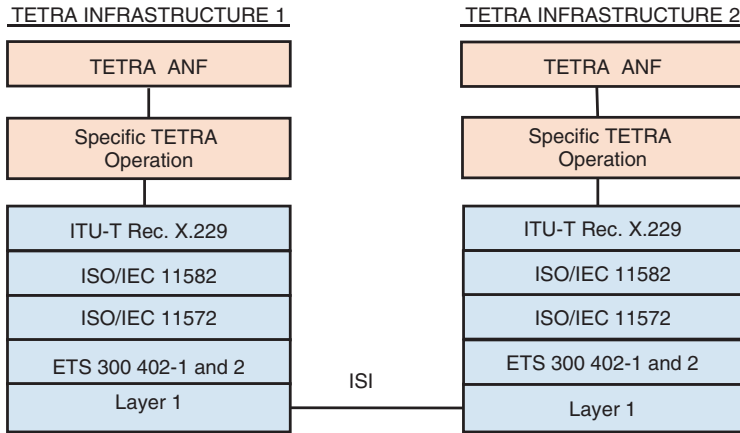 TETRA INFRASTRUCTURE 1
TETRA ANF
Specific TETRA
Operation
ITU-T Rec. X.229
ISO/IEC 11582
ISO/IEC 11572
ETS 300 402-1 and 2
Layer 1
ISI
TETRA INFRASTRUCTURE 2
TETRA ANF
Specific TETRA
Operation
ITU-T Rec. X.229
ISO/IEC 11582
ISO/IEC 11572
ETS 300 402-1 and 2
Layer 1